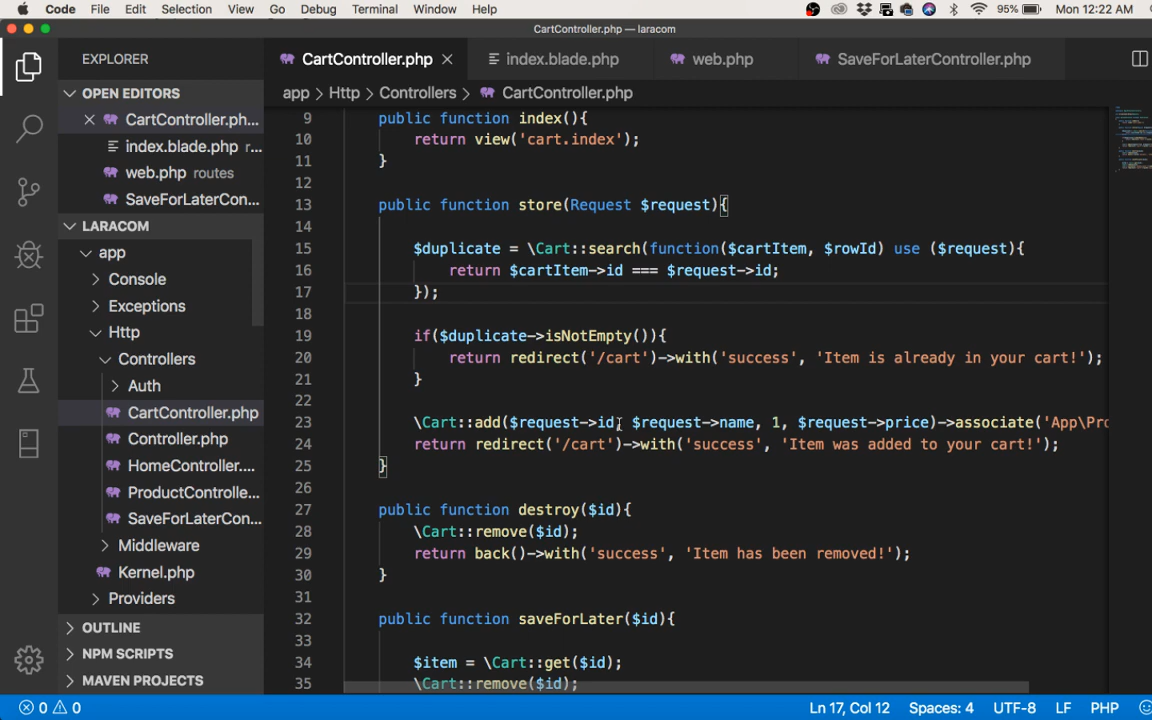 Code File Edit Selection View Go Debug Terminal Window Help 95% Mon 12:22 AM
CartController.php — laracom
EXPLORER
OPEN EDITORS
CartController.ph...
index.blade.php r...
web.php routes
SaveForLaterCon...
LARACOM
app
Console
Exceptions
Http
Controllers
Auth
CartController.php
Controller.php
HomeController....
ProductControlle...
SaveForLaterCon...
Middleware
Kernel.php
Providers
OUTLINE
NPM SCRIPTS
MAVEN PROJECTS
CartController.php index.blade.php web.php SaveForLaterController.php
app > Http > Controllers > CartController.php
9 public function index(){
10 return view('cart.index');
11 }
12
13 public function store(Request $request){
14
15 $duplicate = \Cart::search(function($cartItem, $rowId) use ($request){
16 return $cartItem->id === $request->id;
17 });
18
19 if($duplicate->isNotEmpty()){
20 return redirect('/cart')->with('success', 'Item is already in your cart!');
21 }
22
23 \Cart::add($request->id, $request->name, 1, $request->price)->associate('App\Pro
24 return redirect('/cart')->with('success', 'Item was added to your cart!');
25 }
26
27 public function destroy($id){
28 \Cart::remove($id);
29 return back()->with('success', 'Item has been removed!');
30 }
31
32 public function saveForLater($id){
33
34 $item = \Cart::get($id);
35 \Cart::remove($id);
0 0 Ln 17, Col 12 Spaces: 4 UTF-8 LF PHP